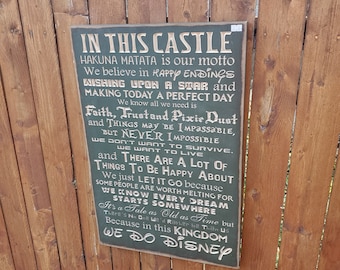 IN THIS CASTLE
HAKUNA MATATA is our motto
We believe in HAPPY ENDINGS
WISHING UPON A STAR and
MAKING TODAY A PERFECT DAY
We know all we need is
Faith, Trust and Pixie Dust
and THINGS MAY BE IMPASSABLE,
BUT NEVER IMPOSSIBLE
WE DON'T WANT TO SURVIVE.
WE WANT TO LIVE
and THERE ARE A LOT OF
THINGS TO BE HAPPY ABOUT
We just LET IT GO because
SOME PEOPLE ARE WORTH MELTING FOR
WE KNOW EVERY DREAM
STARTS SOMEWHERE
It's a Tale as Old as Time but
Because in this KINGDOM
WE DO DISNEY